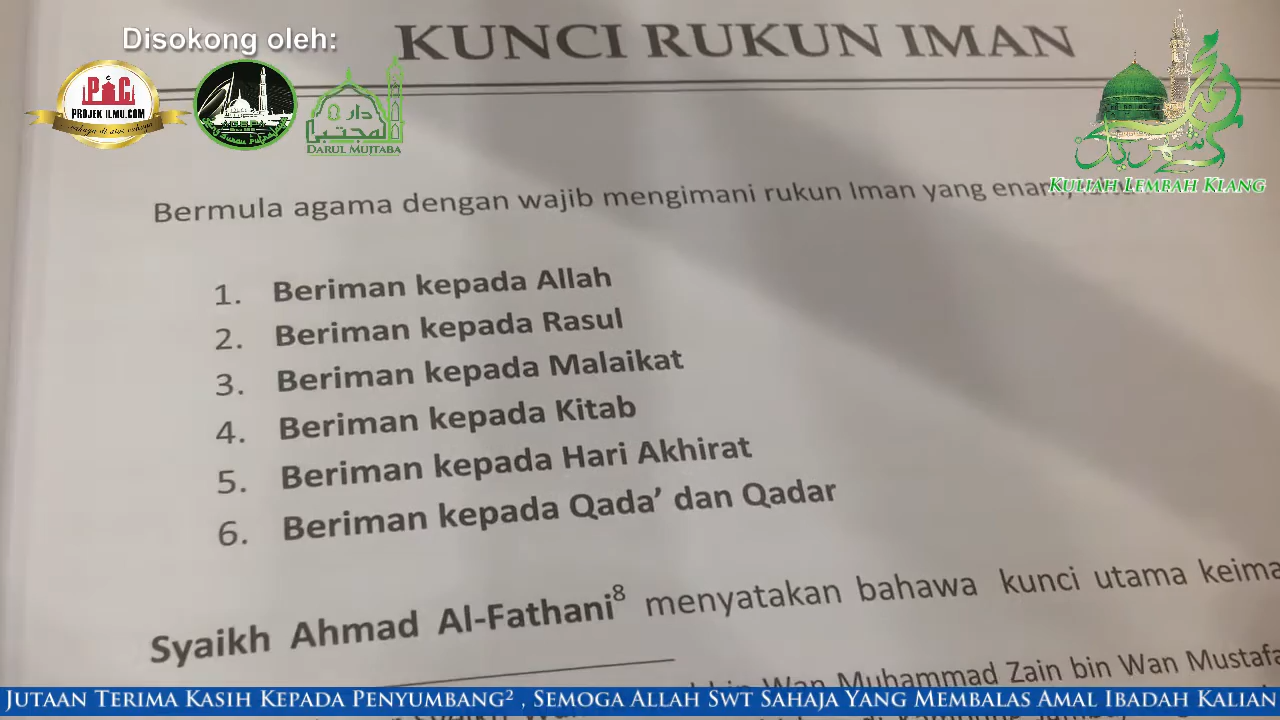 Disokong oleh:
KUNCI RUKUN IMAN
PROJEK ILMU.COM
DARUL MUJTABA
KULIAH LEMBAH KLANG
Bermula agama dengan wajib mengimani rukun Iman yang enam,
1. Beriman kepada Allah
2. Beriman kepada Rasul
3. Beriman kepada Malaikat
4. Beriman kepada Kitab
5. Beriman kepada Hari Akhirat
6. Beriman kepada Qada’ dan Qadar
Syaikh Ahmad Al-Fathani⁸ menyatakan bahawa kunci utama keima
Wan Muhammad Zain bin Wan Mustafa
JUTAAN TERIMA KASIH KEPADA PENYUMBANG² , SEMOGA ALLAH SWT SAHAJA YANG MEMBALAS AMAL IBADAH KALIAN